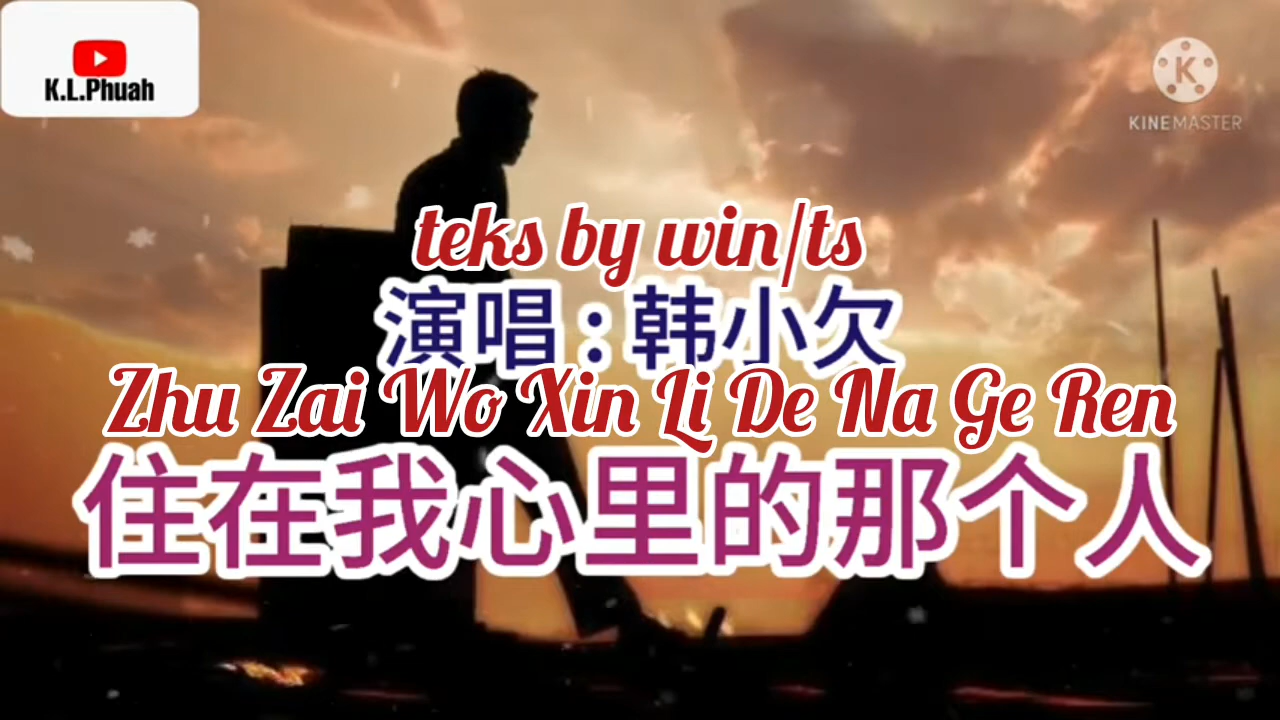 K.L.Phuah
K
KINEMASTER
teks by win/ts
演唱：韩小欠
Zhu Zai Wo Xin Li De Na Ge Ren
住在我心里的那个人